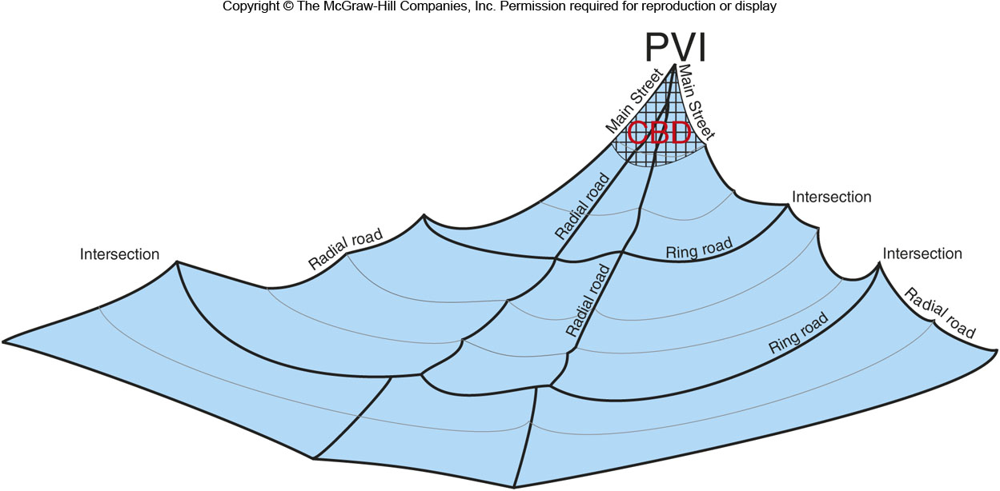 Copyright © The McGraw-Hill Companies, Inc. Permission required for reproduction or display
PVI
Main Street
Main Street
CBD
Radial road
Intersection
Radial road
Intersection
Ring road
Intersection
Radial road
Radial road
Ring road